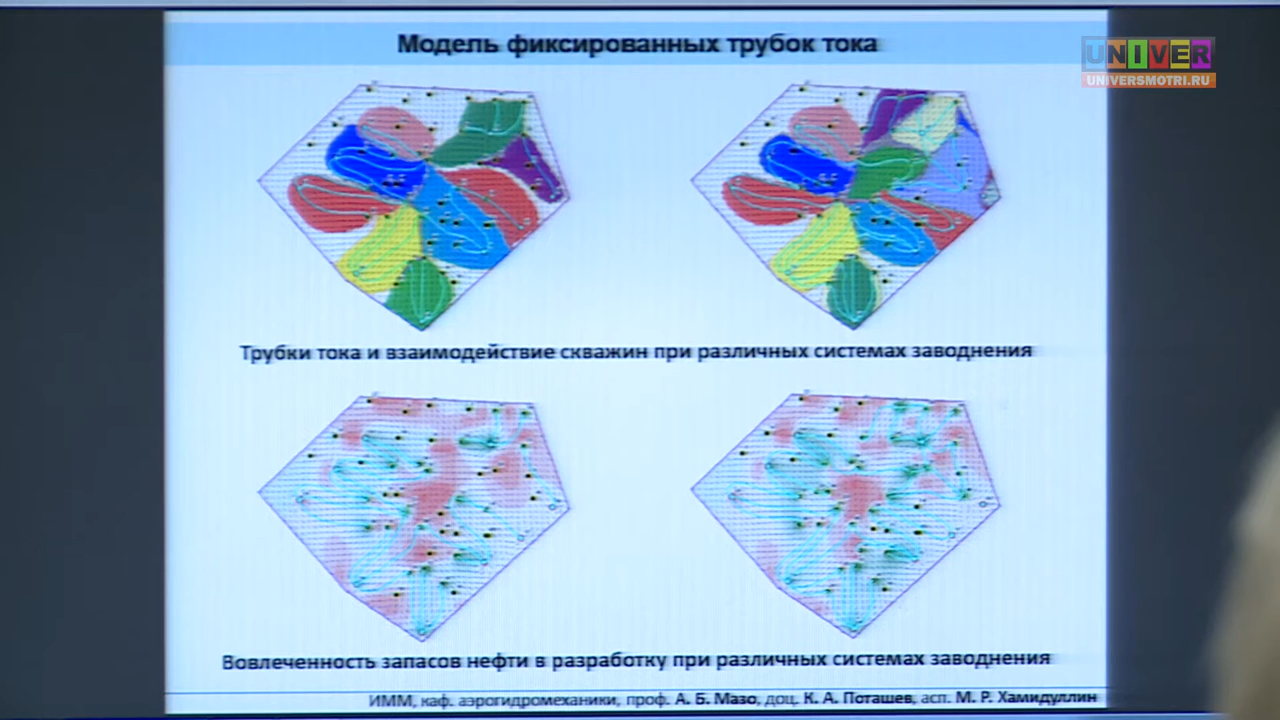 Модель фиксированных трубок тока
UNIVER
UNIVERSMOTRI.RU
Трубки тока и взаимодействие скважин при различных системах заводнения
Вовлеченность запасов нефти в разработку при различных системах заводнения
ИММ, каф. аэрогидромеханики, проф. А. Б. Мазо, доц. К. А. Поташев, асп. М. Р. Хамидуллин